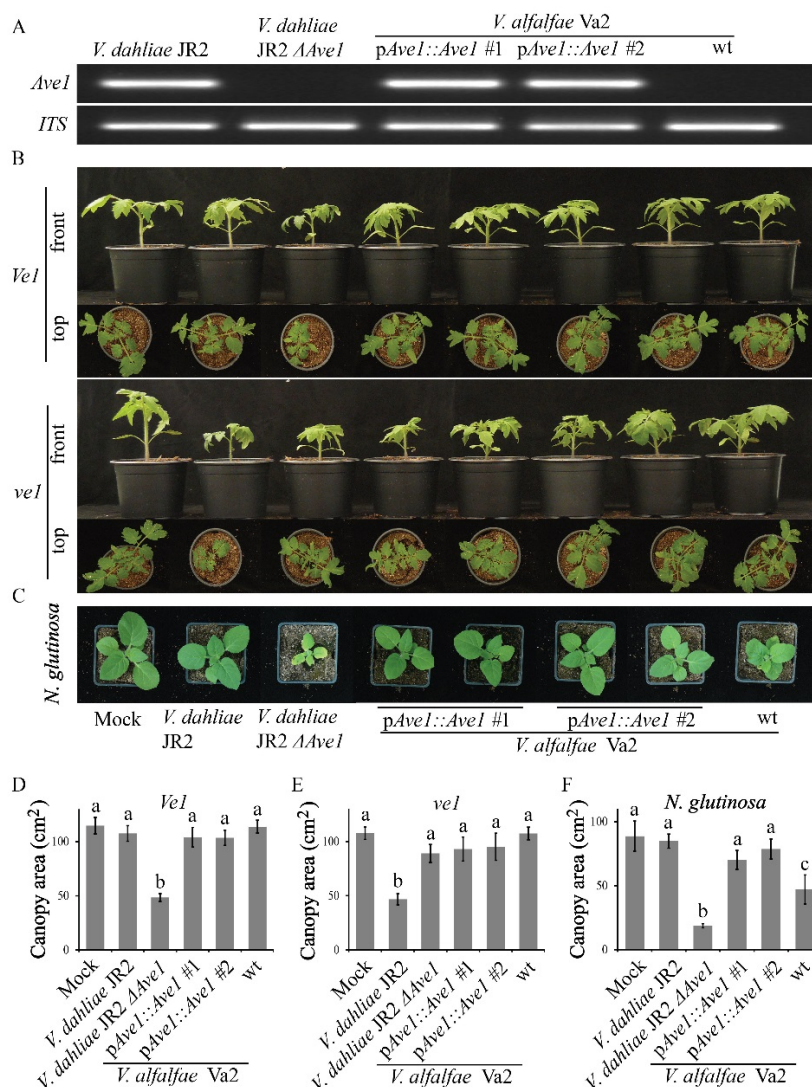 A
V. dahliae JR2
V. dahliae
JR2 ΔAve1
V. alfalfae Va2
pAve1::Ave1 #1
pAve1::Ave1 #2
wt
Ave1
ITS
B
Ve1
front
top
ve1
front
top
C
N. glutinosa
Mock
V. dahliae
JR2
V. dahliae
JR2 ΔAve1
pAve1::Ave1 #1
pAve1::Ave1 #2
wt
V. alfalfae Va2
D
Ve1
Canopy area (cm²)
100
50
0
a
a
b
a
a
a
Mock
V. dahliae JR2
V. dahliae JR2 ΔAve1
pAve1::Ave1 #1
pAve1::Ave1 #2
wt
V. alfalfae Va2
E
ve1
Canopy area (cm²)
100
50
0
a
b
a
a
a
a
Mock
V. dahliae JR2
V. dahliae JR2 ΔAve1
pAve1::Ave1 #1
pAve1::Ave1 #2
wt
V. alfalfae Va2
F
N. glutinosa
Canopy area (cm²)
100
50
0
a
a
b
a
a
c
Mock
V. dahliae JR2
V. dahliae JR2 ΔAve1
pAve1::Ave1 #1
pAve1::Ave1 #2
wt
V. alfalfae Va2